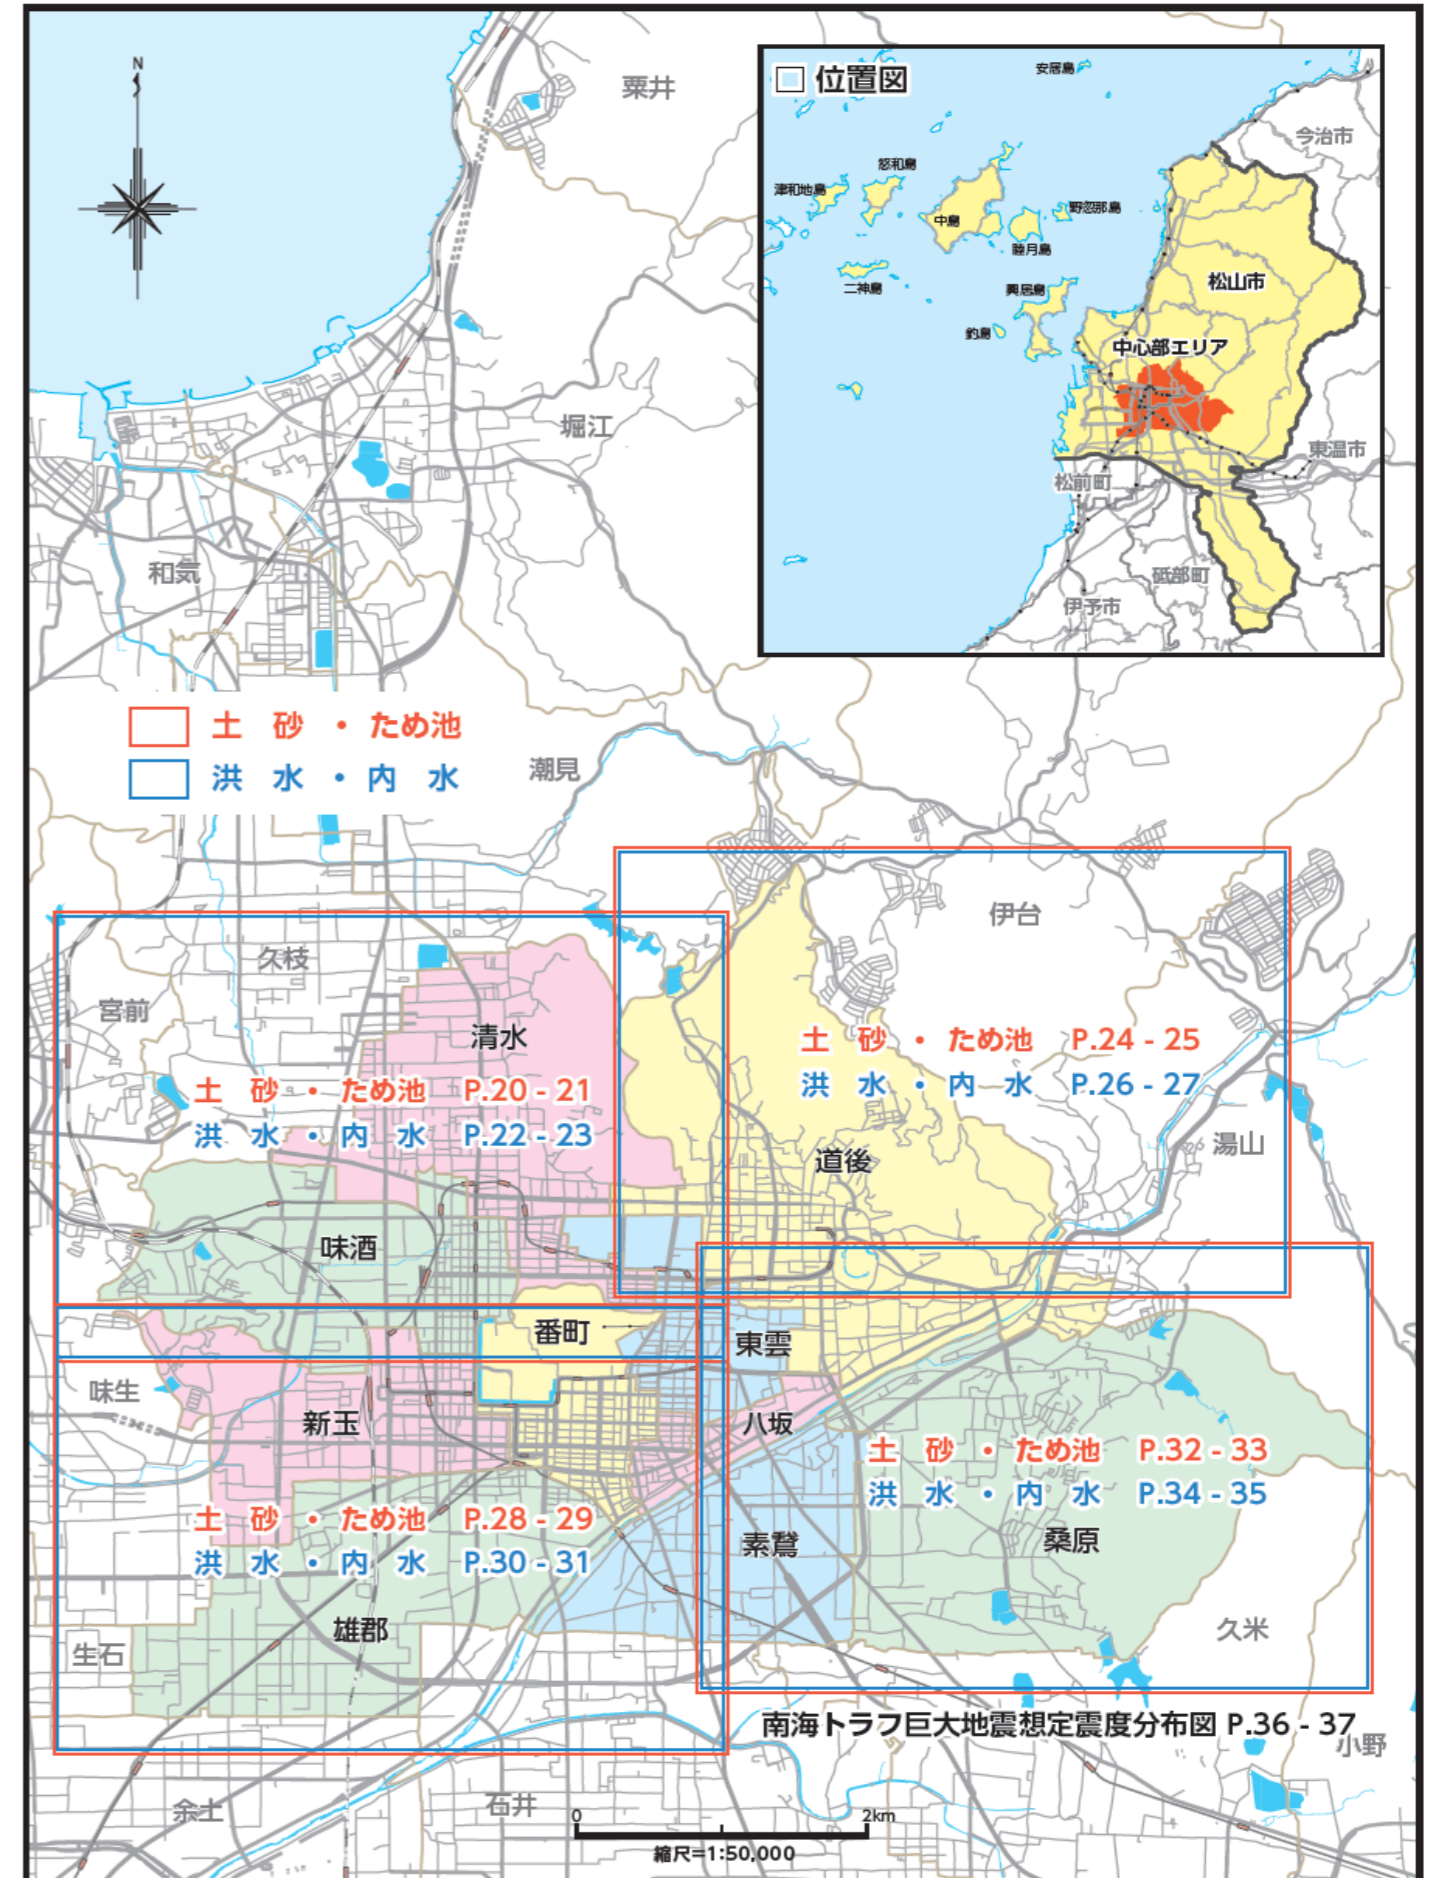 N
粟井
位置図
安居島
今治市
怒和島
津和地島
中島
野忽那島
睦月島
二神島
興居島
釣島
松山市
中心部エリア
東温市
松前町
砥部町
伊予市
堀江
和気
土 砂 ・ ため池
洪 水 ・ 内 水
潮見
伊台
久枝
宮前
清水
土 砂 ・ ため池 P.24 - 25
洪 水 ・ 内 水 P.26 - 27
土 砂 ・ ため池 P.20 - 21
洪 水 ・ 内 水 P.22 - 23
湯山
道後
味酒
番町
東雲
味生
新玉
八坂
土 砂 ・ ため池 P.32 - 33
洪 水 ・ 内 水 P.34 - 35
土 砂 ・ ため池 P.28 - 29
洪 水 ・ 内 水 P.30 - 31
素鵞
桑原
雄郡
久米
生石
南海トラフ巨大地震想定震度分布図 P.36 - 37
小野
余土
石井
0 2km
縮尺=1:50,000